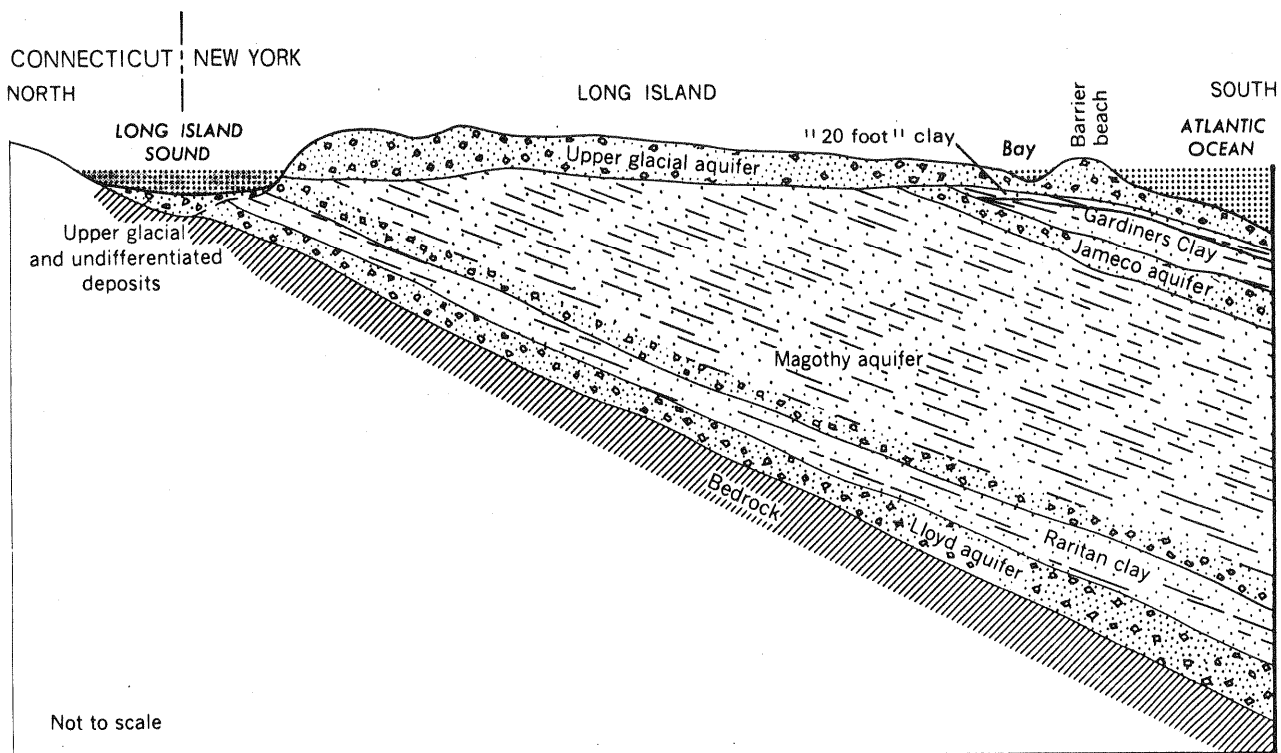 CONNECTICUT NEW YORK
NORTH
LONG ISLAND
SOUTH
LONG ISLAND
SOUND
"20 foot" clay
Bay
Barrier
beach
ATLANTIC
OCEAN
Upper glacial aquifer
Upper glacial
and undifferentiated
deposits
Gardiners Clay
Jameco aquifer
Magothy aquifer
Bedrock
Lloyd aquifer
Raritan clay
Not to scale